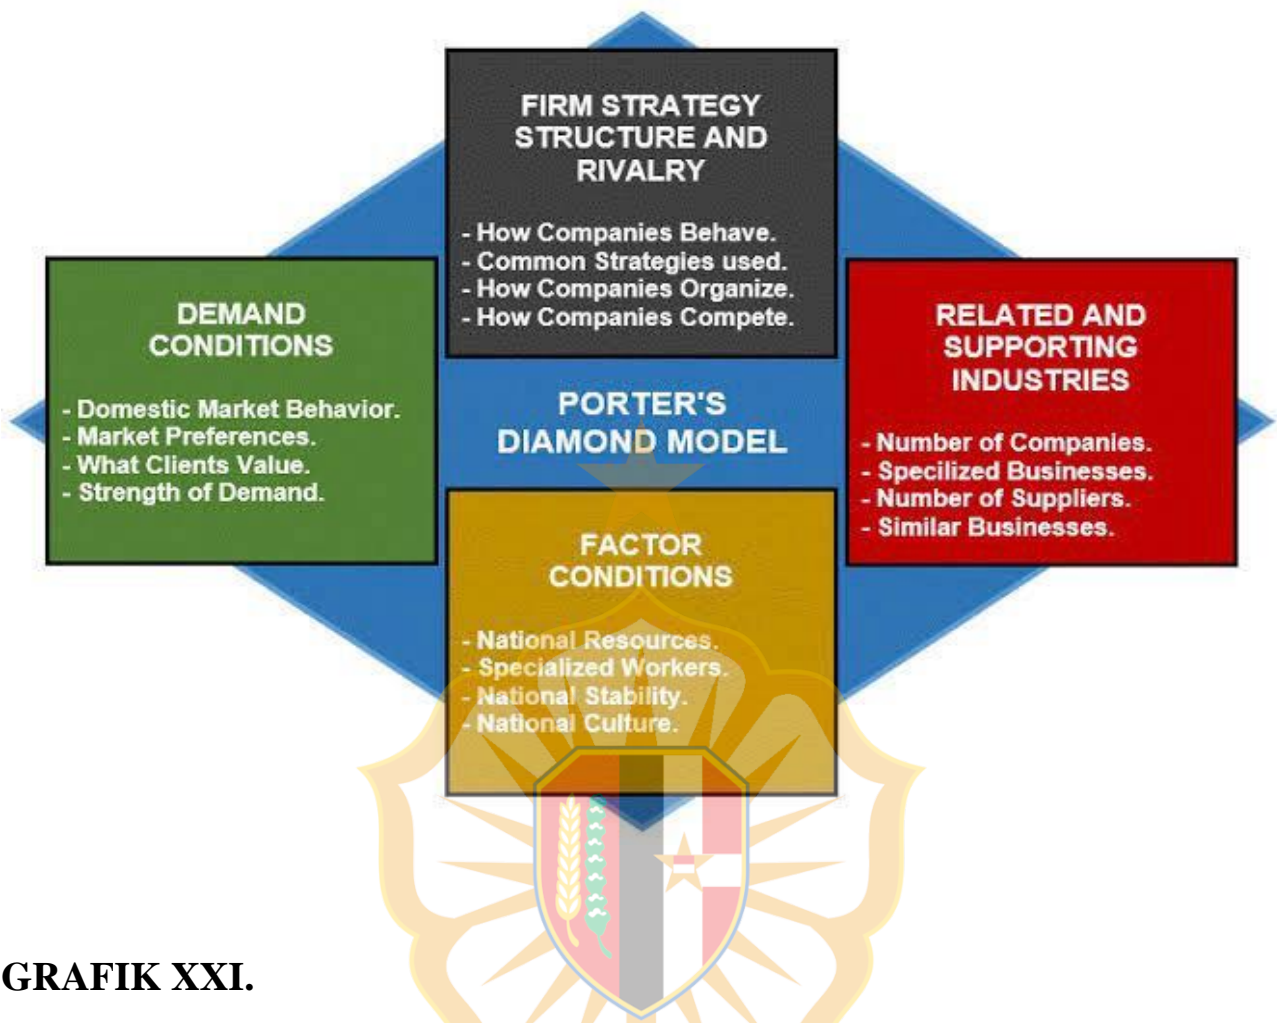 FIRM STRATEGY
STRUCTURE AND
RIVALRY
- How Companies Behave.
- Common Strategies used.
- How Companies Organize.
- How Companies Compete.
DEMAND
CONDITIONS
- Domestic Market Behavior.
- Market Preferences.
- What Clients Value.
- Strength of Demand.
PORTER'S
DIAMOND MODEL
RELATED AND
SUPPORTING
INDUSTRIES
- Number of Companies.
- Specilized Businesses.
- Number of Suppliers.
- Similar Businesses.
FACTOR
CONDITIONS
- National Resources.
- Specialized Workers.
- National Stability.
- National Culture.
GRAFIK XXI.